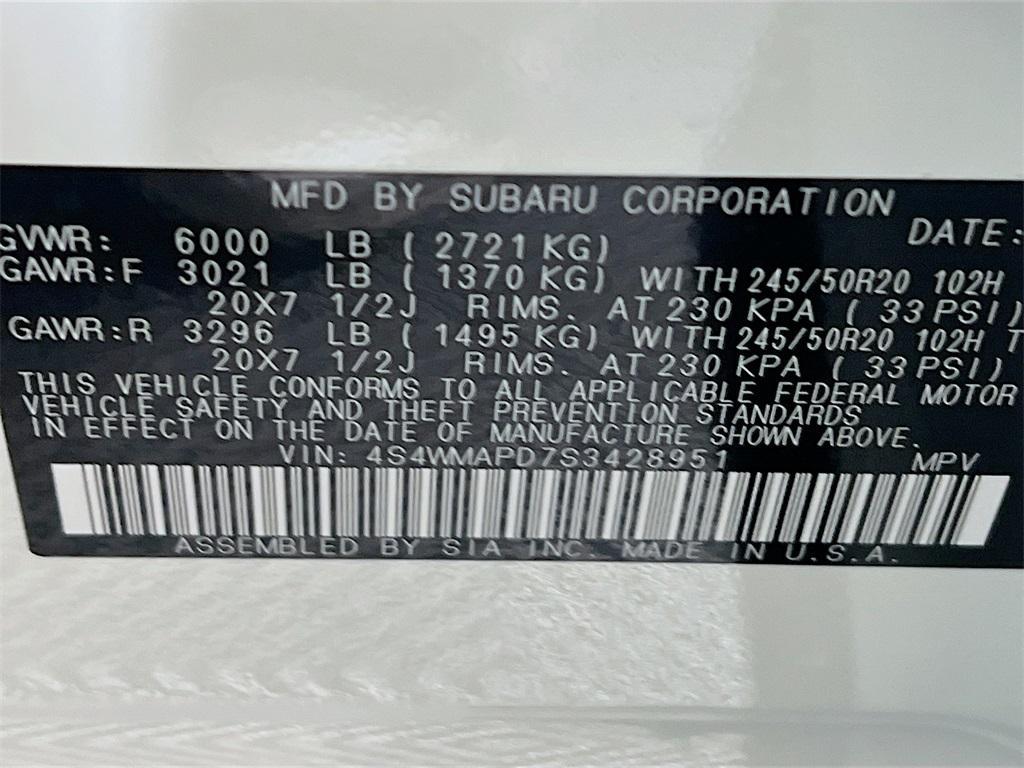 MFD BY SUBARU CORPORATION
DATE:
GVWR: 6000 LB ( 2721 KG)
GAWR:F 3021 LB ( 1370 KG) WITH 245/50R20 102H
20X7 1/2J RIMS. AT 230 KPA ( 33 PSI)
GAWR:R 3296 LB ( 1495 KG) WITH 245/50R20 102H T
20X7 1/2J RIMS. AT 230 KPA ( 33 PSI)
THIS VEHICLE CONFORMS TO ALL APPLICABLE FEDERAL MOTOR
VEHICLE SAFETY AND THEFT PREVENTION STANDARDS
IN EFFECT ON THE DATE OF MANUFACTURE SHOWN ABOVE.
VIN: 4S4WMAPD7S3428951 MPV
ASSEMBLED BY SIA INC. MADE IN U.S.A.